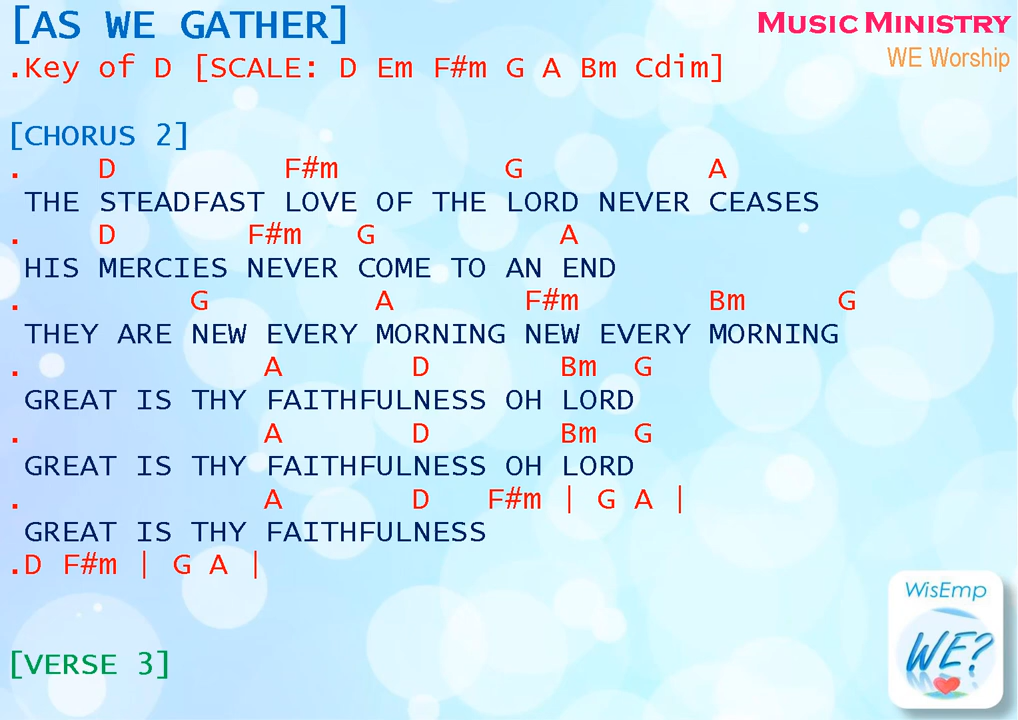 [AS WE GATHER]
MUSIC MINISTRY
WE Worship
.Key of D [SCALE: D Em F#m G A Bm Cdim]
[CHORUS 2]
.     D           F#m           G            A
 THE STEADFAST LOVE OF THE LORD NEVER CEASES
.     D        F#m   G            A
 HIS MERCIES NEVER COME TO AN END
.            G           A         F#m         Bm       G
 THEY ARE NEW EVERY MORNING NEW EVERY MORNING
.                A         D         Bm  G
 GREAT IS THY FAITHFULNESS OH LORD
.                A         D         Bm  G
 GREAT IS THY FAITHFULNESS OH LORD
.                A         D    F#m | G A |
 GREAT IS THY FAITHFULNESS
.D F#m | G A |
[VERSE 3]
WisEmp
WE?